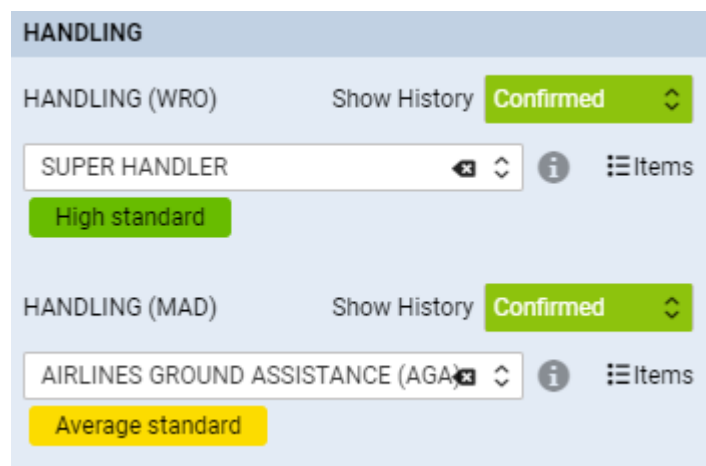 HANDLING
HANDLING (WRO) Show History Confirmed
SUPER HANDLER Items
High standard
HANDLING (MAD) Show History Confirmed
AIRLINES GROUND ASSISTANCE (AGA) Items
Average standard